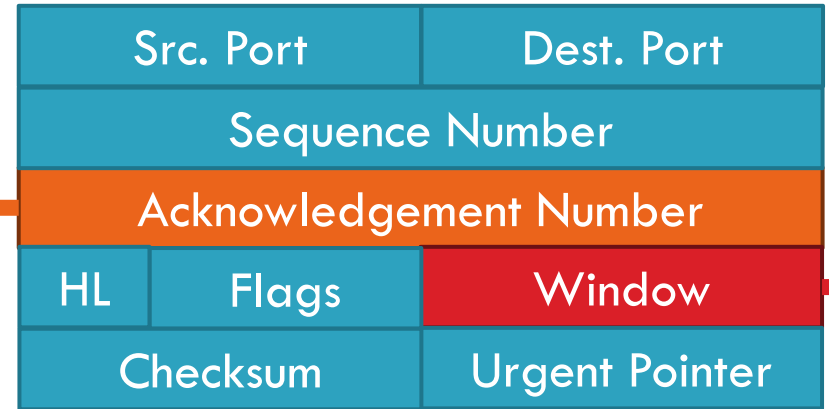 Src. Port Dest. Port
Sequence Number
Acknowledgement Number
HL Flags Window
Checksum Urgent Pointer